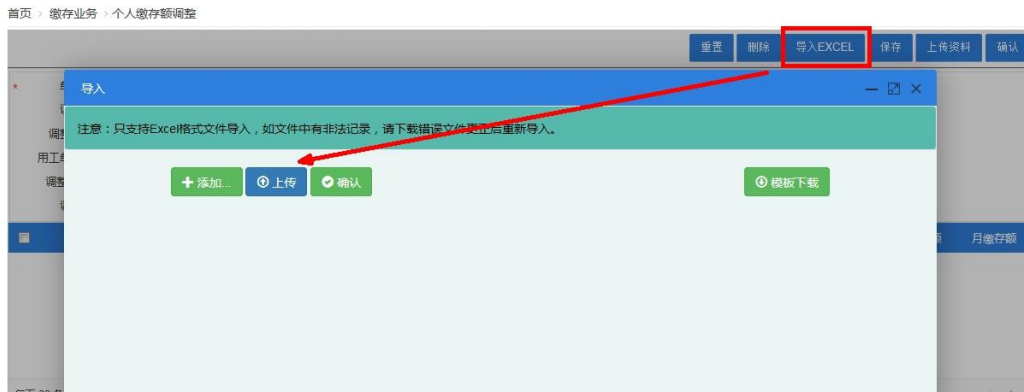 首页 > 缴存业务 > 个人缴存额调整
重置 删除 导入EXCEL 保存 上传资料 确认
导入
*
注意：只支持Excel格式文件导入，如文件中有非法记录，请下载错误文件更正后重新导入。
调整
用工单
调整
添加... 上传 确认 模板下载
额 月缴存额